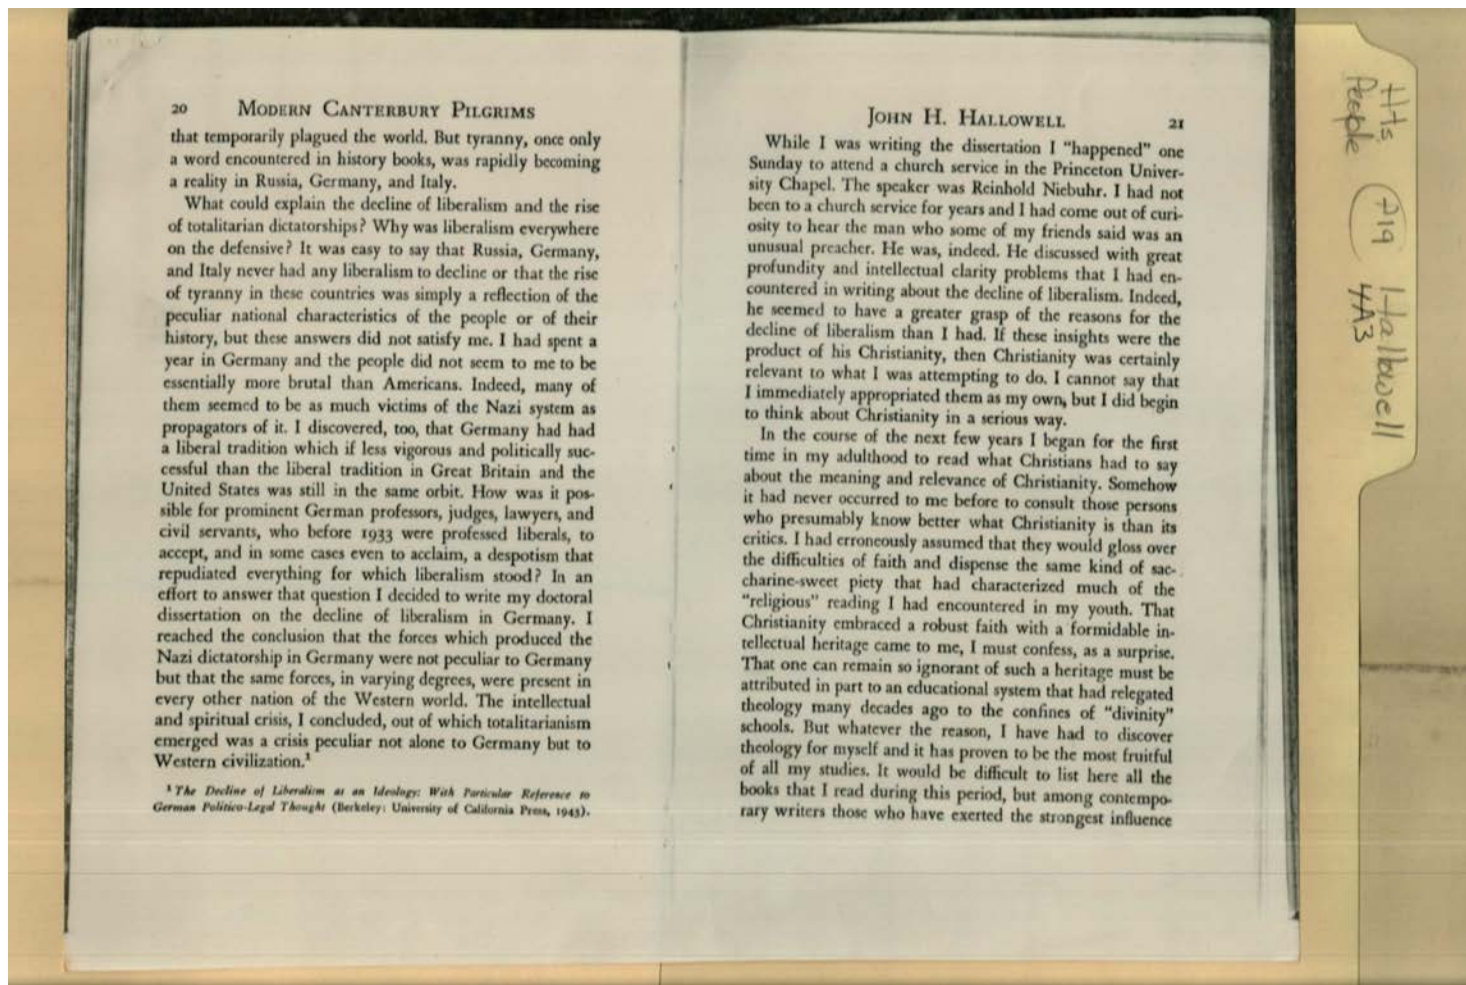 20 MODERN CANTERBURY PILGRIMS
that temporarily plagued the world. But tyranny, once only
a word encountered in history books, was rapidly becoming
a reality in Russia, Germany, and Italy.
What could explain the decline of liberalism and the rise
of totalitarian dictatorships? Why was liberalism everywhere
on the defensive? It was easy to say that Russia, Germany,
and Italy never had any liberalism to decline or that the rise
of tyranny in these countries was simply a reflection of the
peculiar national characteristics of the people or of their
history, but these answers did not satisfy me. I had spent a
year in Germany and the people did not seem to me to be
essentially more brutal than Americans. Indeed, many of
them seemed to be as much victims of the Nazi system as
propagators of it. I discovered, too, that Germany had had
a liberal tradition which if less vigorous and politically suc-
cessful than the liberal tradition in Great Britain and the
United States was still in the same orbit. How was it pos-
sible for prominent German professors, judges, lawyers, and
civil servants, who before 1933 were professed liberals, to
accept, and in some cases even to acclaim, a despotism that
repudiated everything for which liberalism stood? In an
effort to answer that question I decided to write my doctoral
dissertation on the decline of liberalism in Germany. I
reached the conclusion that the forces which produced the
Nazi dictatorship in Germany were not peculiar to Germany
but that the same forces, in varying degrees, were present in
every other nation of the Western world. The intellectual
and spiritual crisis, I concluded, out of which totalitarianism
emerged was a crisis peculiar not alone to Germany but to
Western civilization.¹
¹ The Decline of Liberalism as an Ideology: With Particular Reference to
German Politico-Legal Thought (Berkeley: University of California Press, 1943).
JOHN H. HALLOWELL 21
While I was writing the dissertation I "happened" one
Sunday to attend a church service in the Princeton Univer-
sity Chapel. The speaker was Reinhold Niebuhr. I had not
been to a church service for years and I had come out of curi-
osity to hear the man who some of my friends said was an
unusual preacher. He was, indeed. He discussed with great
profundity and intellectual clarity problems that I had en-
countered in writing about the decline of liberalism. Indeed,
he seemed to have a greater grasp of the reasons for the
decline of liberalism than I had. If these insights were the
product of his Christianity, then Christianity was certainly
relevant to what I was attempting to do. I cannot say that
I immediately appropriated them as my own, but I did begin
to think about Christianity in a serious way.
In the course of the next few years I began for the first
time in my adulthood to read what Christians had to say
about the meaning and relevance of Christianity. Somehow
it had never occurred to me before to consult those persons
who presumably know better what Christianity is than its
critics. I had erroneously assumed that they would gloss over
the difficulties of faith and dispense the same kind of sac-
charine-sweet piety that had characterized much of the
"religious" reading I had encountered in my youth. That
Christianity embraced a robust faith with a formidable in-
tellectual heritage came to me, I must confess, as a surprise.
That one can remain so ignorant of such a heritage must be
attributed in part to an educational system that had relegated
theology many decades ago to the confines of "divinity"
schools. But whatever the reason, I have had to discover
theology for myself and it has proven to be the most fruitful
of all my studies. It would be difficult to list here all the
books that I read during this period, but among contempo-
rary writers those who have exerted the strongest influence
Hallowell
People
4A3